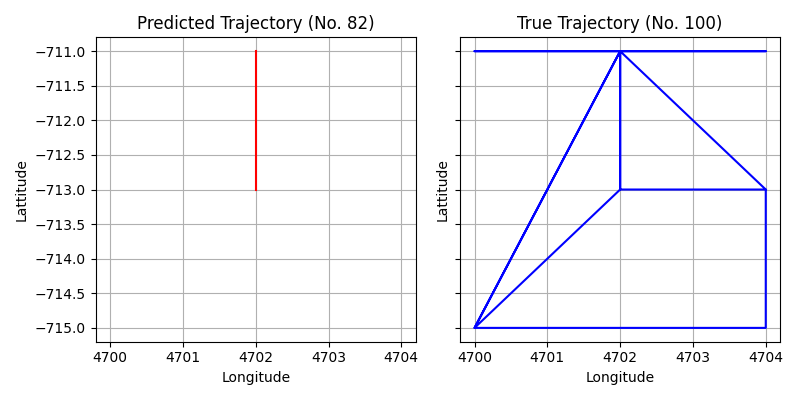 Predicted Trajectory (No. 82)
−711.0
−711.5
−712.0
−712.5
−713.0
−713.5
−714.0
−714.5
−715.0
Lattitude
4700 4701 4702 4703 4704
Longitude
True Trajectory (No. 100)
Lattitude
4700 4701 4702 4703 4704
Longitude